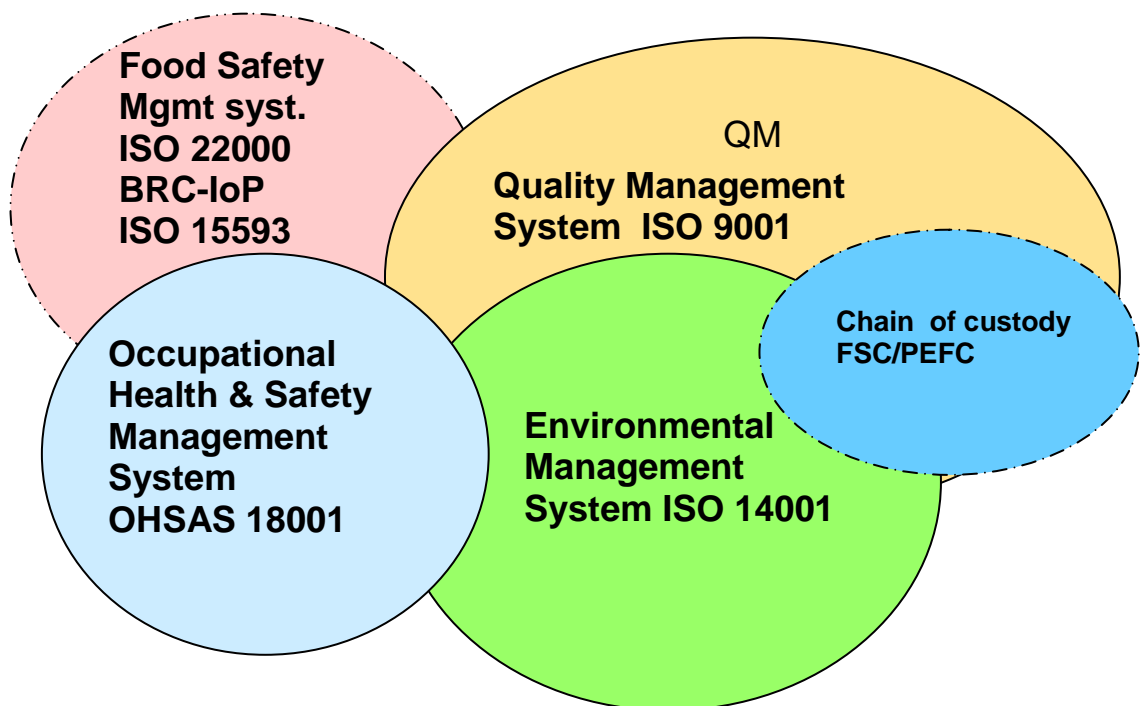 Food Safety
Mgmt syst.
ISO 22000
BRC-IoP
ISO 15593
QM
Quality Management
System  ISO 9001
Chain  of custody
FSC/PEFC
Occupational
Health & Safety
Management
System
OHSAS 18001
Environmental
Management
System ISO 14001